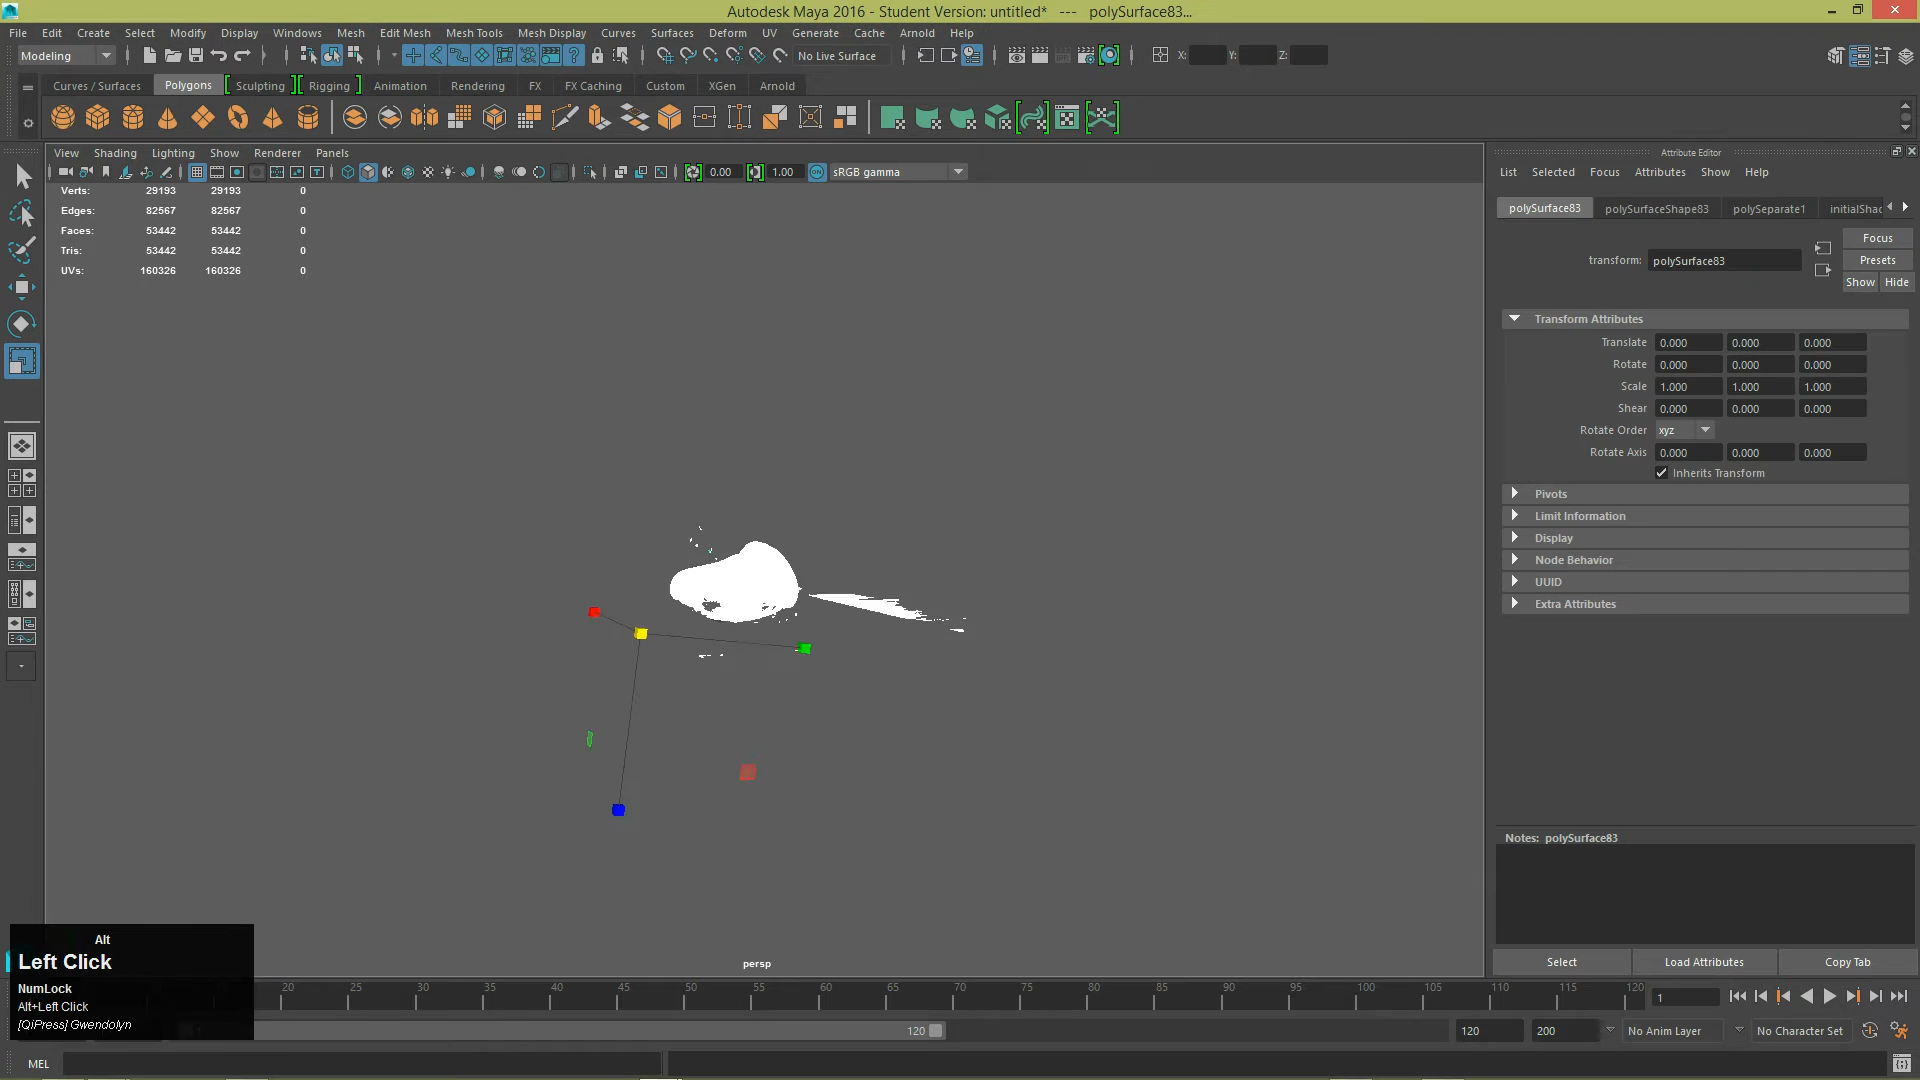 Autodesk Maya 2016 - Student Version: untitled* --- polySurface83...
File Edit Create Select Modify Display Windows Mesh Edit Mesh Mesh Tools Mesh Display Curves Surfaces Deform UV Generate Cache Arnold Help
Modeling No Live Surface X: Y: Z:
Curves / Surfaces Polygons Sculpting Rigging Animation Rendering FX FX Caching Custom XGen Arnold
View Shading Lighting Show Renderer Panels
0.00 1.00 ON sRGB gamma
Verts: 29193 29193 0
Edges: 82567 82567 0
Faces: 53442 53442 0
Tris: 53442 53442 0
UVs: 160326 160326 0
persp
Attribute Editor
List Selected Focus Attributes Show Help
polySurface83 polySurfaceShape83 polySeparate1 initialShac
Focus
transform: polySurface83
Presets
Show Hide
Transform Attributes
Translate 0.000 0.000 0.000
Rotate 0.000 0.000 0.000
Scale 1.000 1.000 1.000
Shear 0.000 0.000 0.000
Rotate Order xyz
Rotate Axis 0.000 0.000 0.000
Inherits Transform
Pivots
Limit Information
Display
Node Behavior
UUID
Extra Attributes
Notes: polySurface83
Select Load Attributes Copy Tab
Alt
Left Click
NumLock
Alt+Left Click
[QiPress] Gwendolyn
20 25 30 35 40 45 50 55 60 65 70 75 80 85 90 95 100 105 110 115 120
1
120 120 200 No Anim Layer No Character Set
MEL